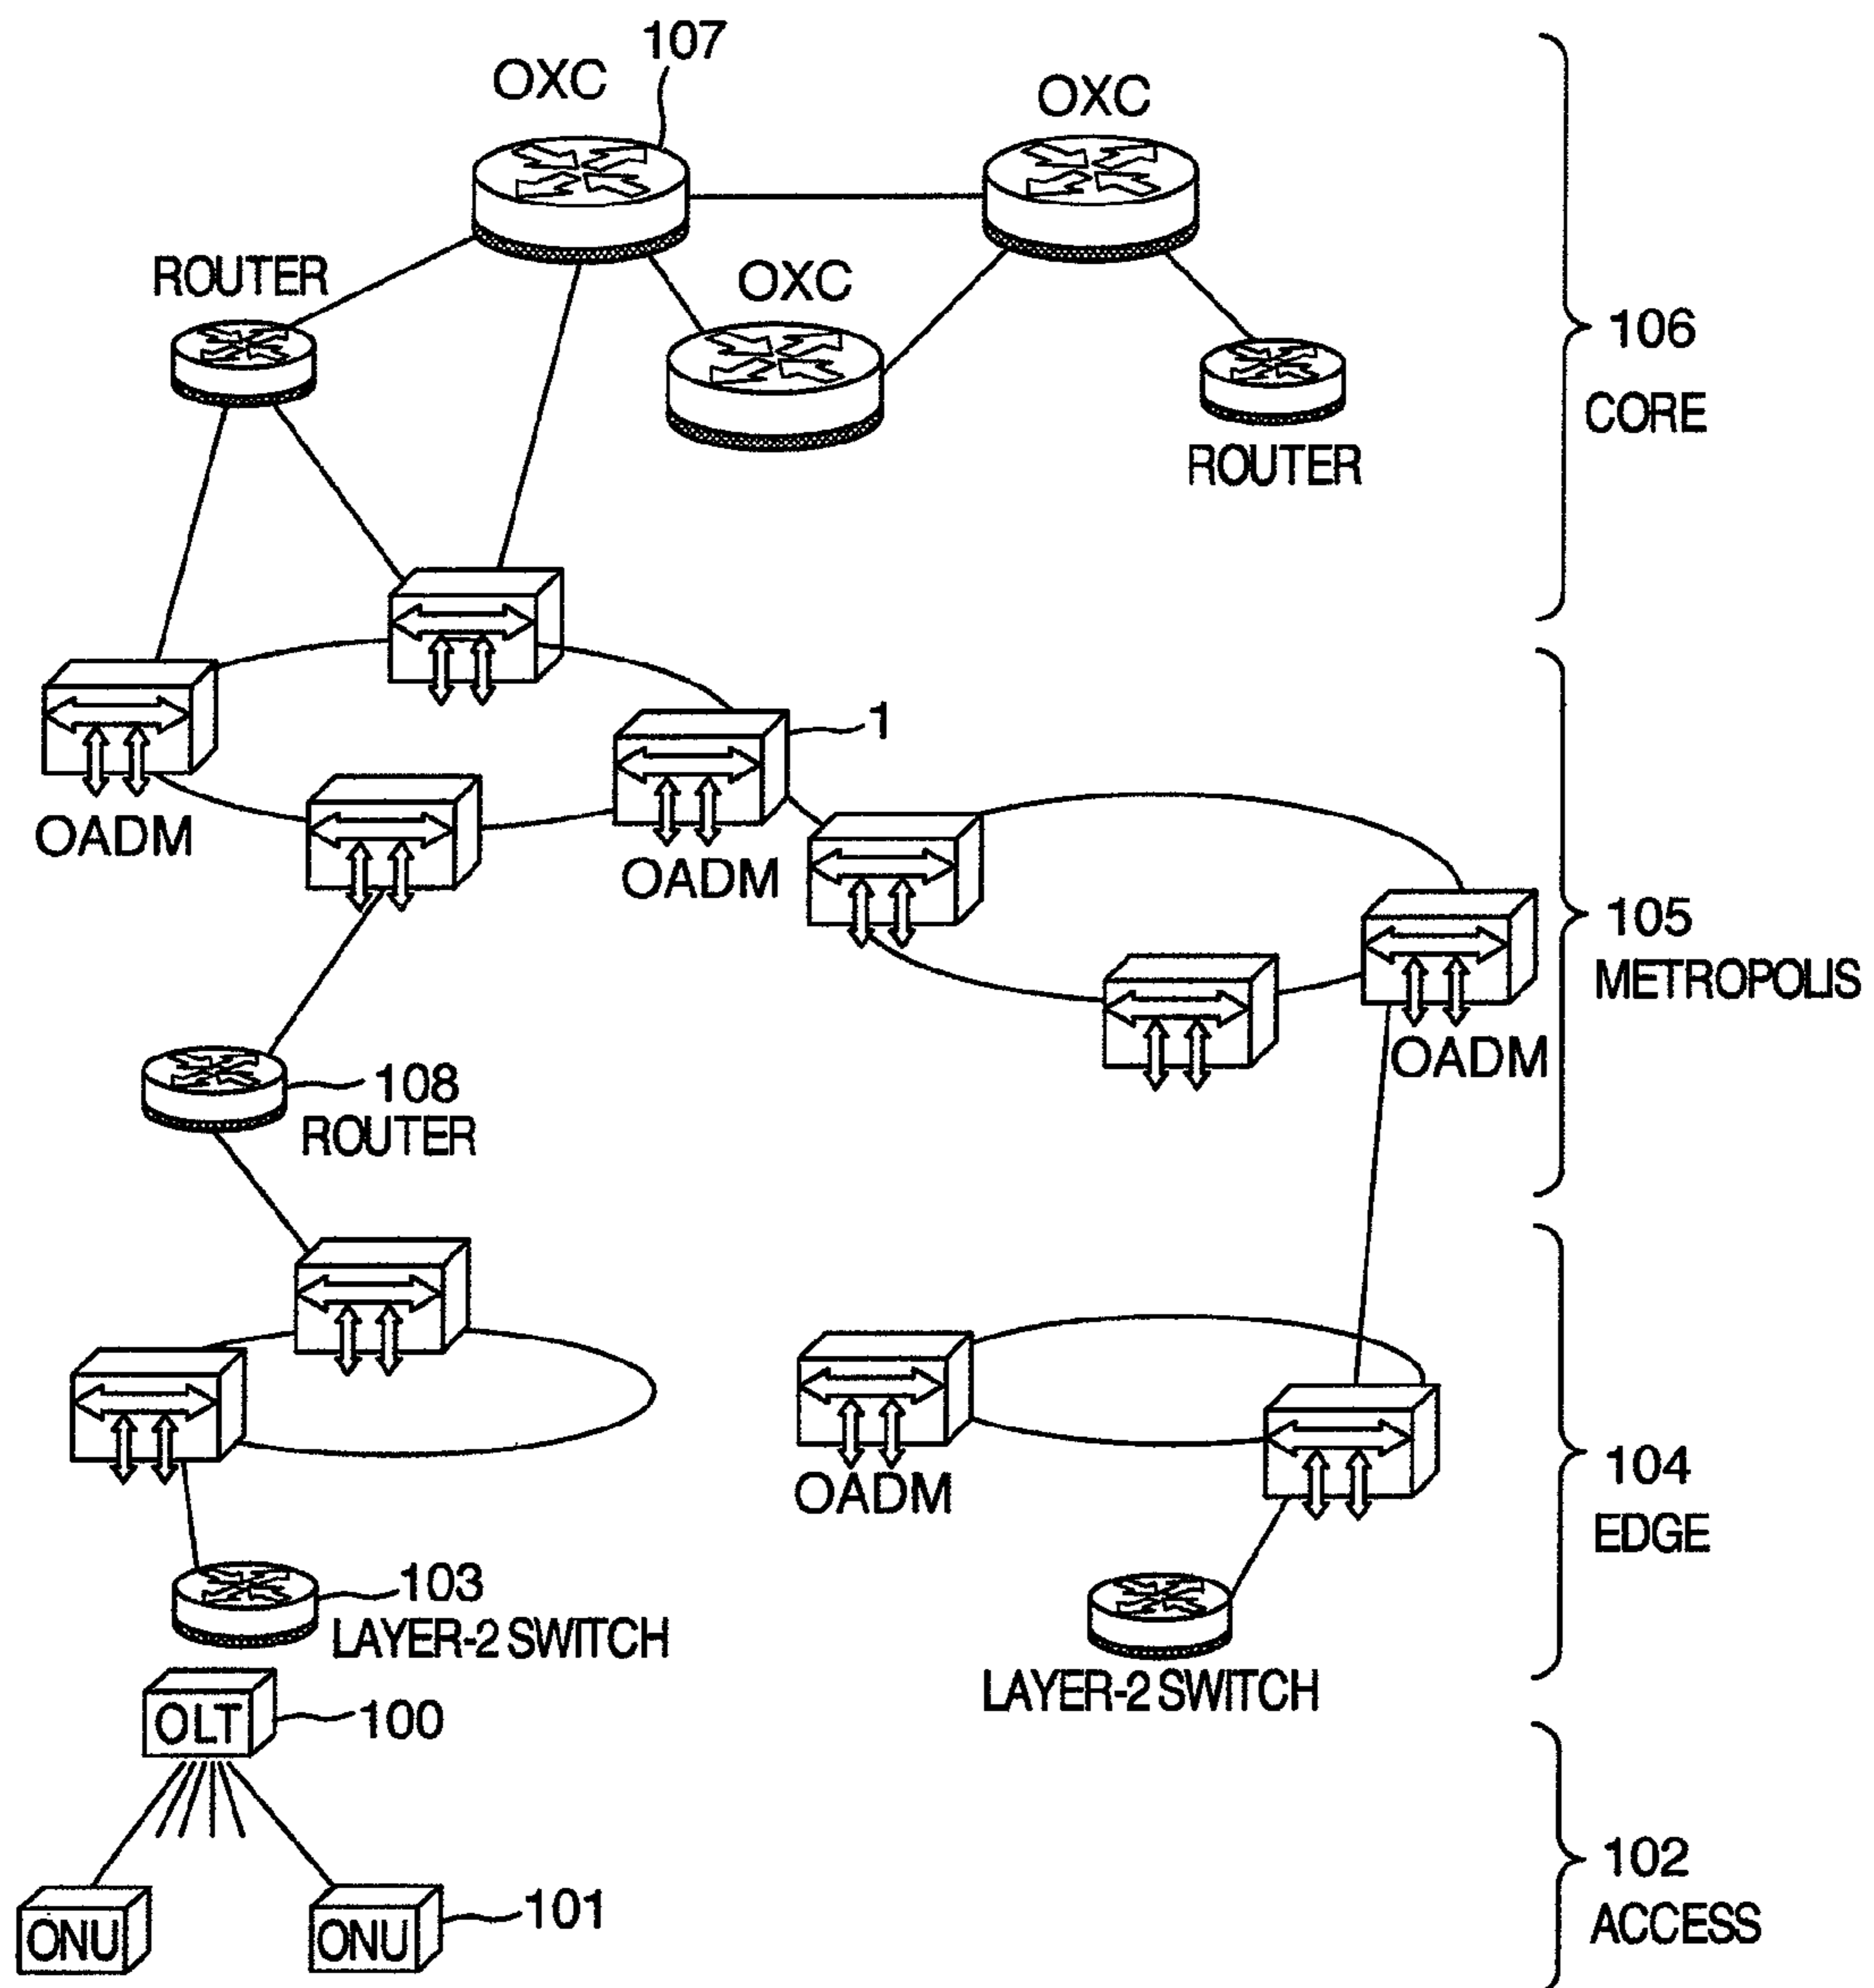 107
OXC
OXC
ROUTER
OXC
106
CORE
ROUTER
1
OADM
OADM
105
METROPOLIS
OADM
108
ROUTER
104
EDGE
OADM
103
LAYER-2 SWITCH
LAYER-2 SWITCH
OLT
100
102
ACCESS
ONU
ONU
101